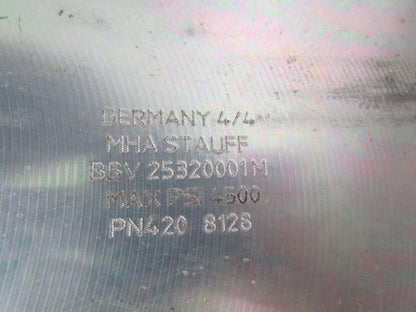 GERMANY 4/4
MHA STAUFF
BBV 25320001M
MAX PSI 4500
PN420 8128